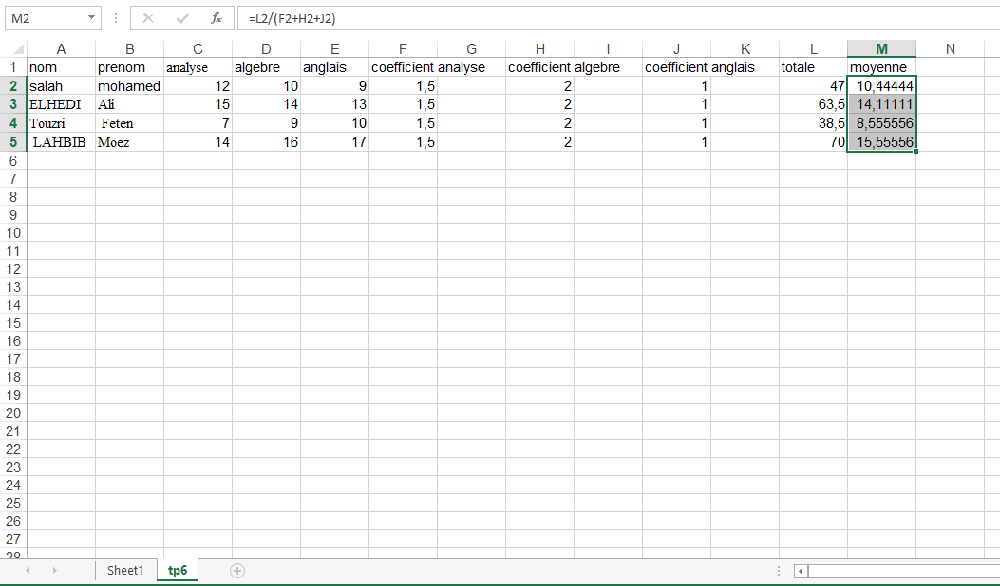 M2 fx =L2/(F2+H2+J2)
A B C D E F G H I J K L M N
1 nom prenom analyse algebre anglais coefficient analyse coefficient algebre coefficient anglais totale moyenne
2 salah mohamed 12 10 9 1,5 2 1 47 10,44444
3 ELHEDI Ali 15 14 13 1,5 2 1 63,5 14,11111
4 Touzri Feten 7 9 10 1,5 2 1 38,5 8,555556
5 LAHBIB Moez 14 16 17 1,5 2 1 70 15,55556
6
7
8
9
10
11
12
13
14
15
16
17
18
19
20
21
22
23
24
25
26
27
28
Sheet1 tp6